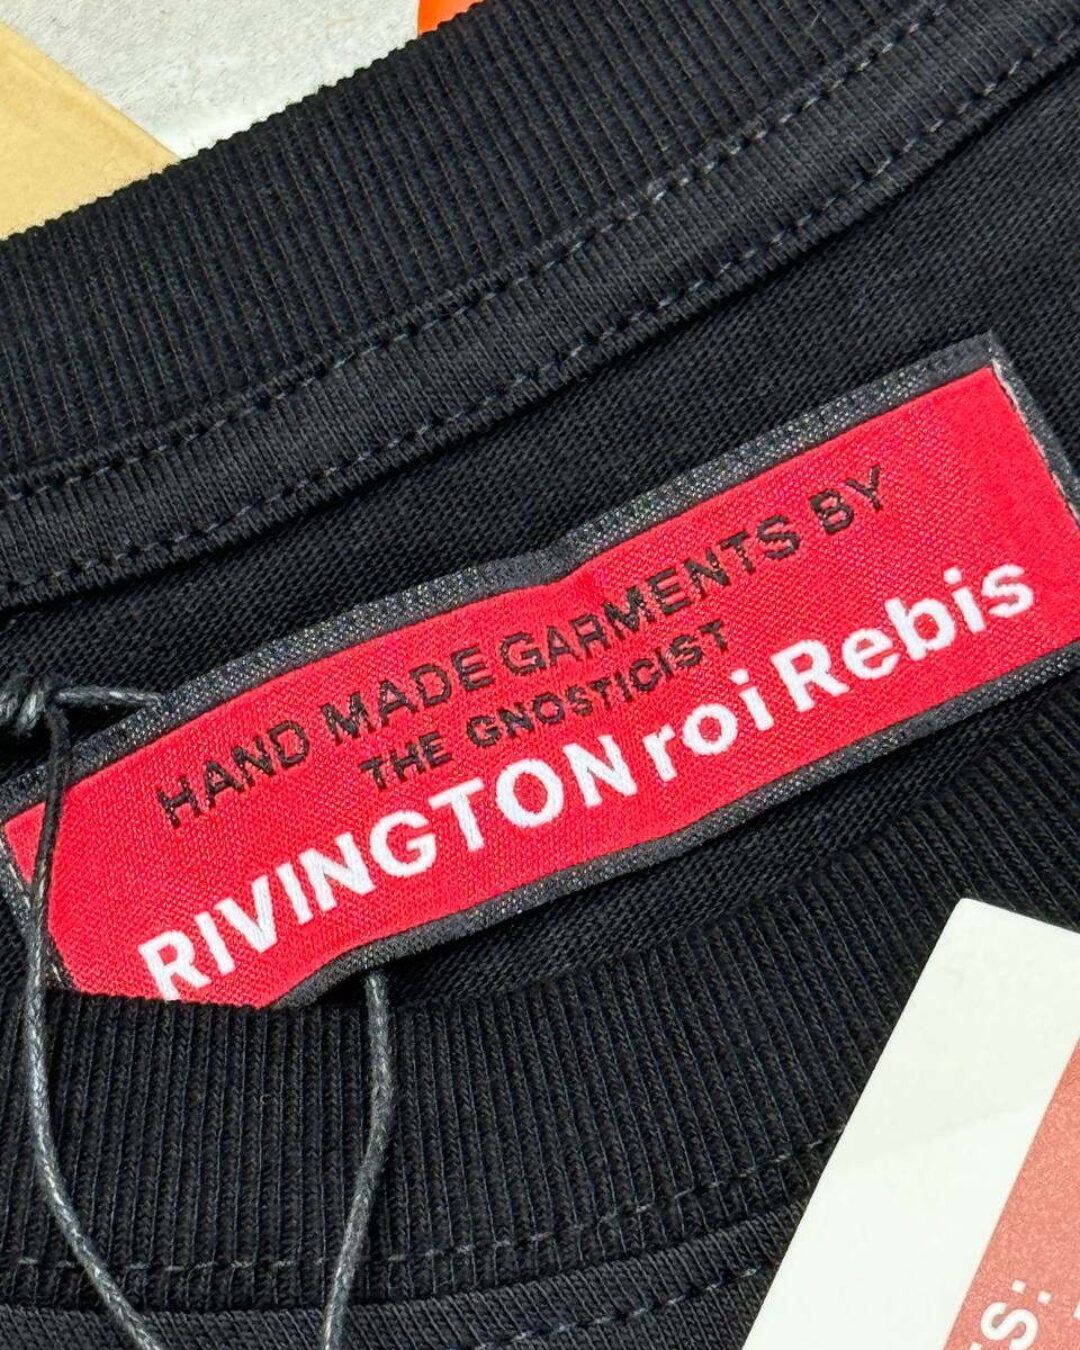 HAND MADE GARMENTS BY
THE GNOSTICIST
RIVINGTON roi Rebis